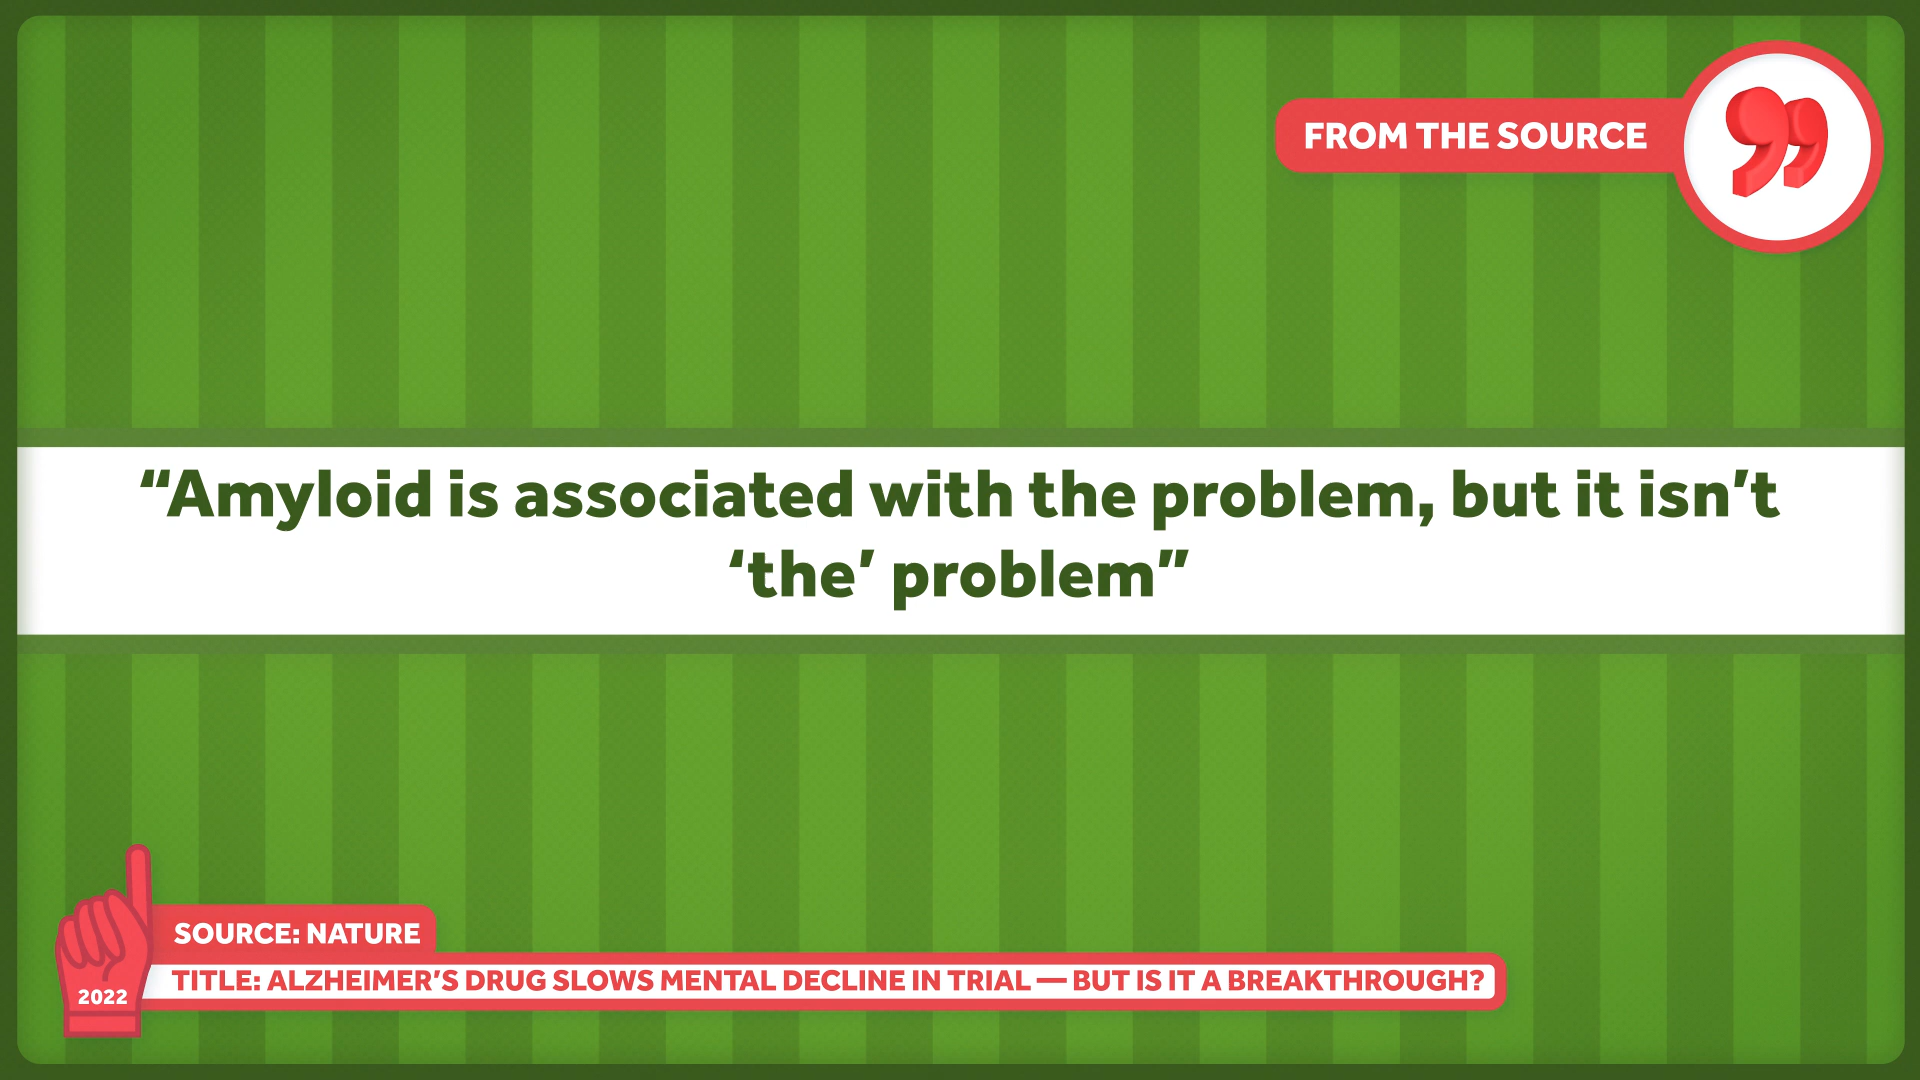 FROM THE SOURCE
“Amyloid is associated with the problem, but it isn’t
‘the’ problem”
SOURCE: NATURE
TITLE: ALZHEIMER’S DRUG SLOWS MENTAL DECLINE IN TRIAL — BUT IS IT A BREAKTHROUGH?
2022